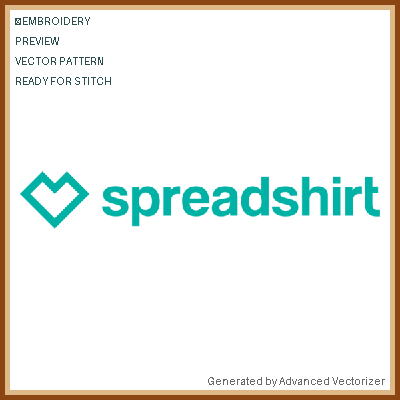 EMBROIDERY
PREVIEW
VECTOR PATTERN
READY FOR STITCH
spreadshirt
Generated by Advanced Vectorizer